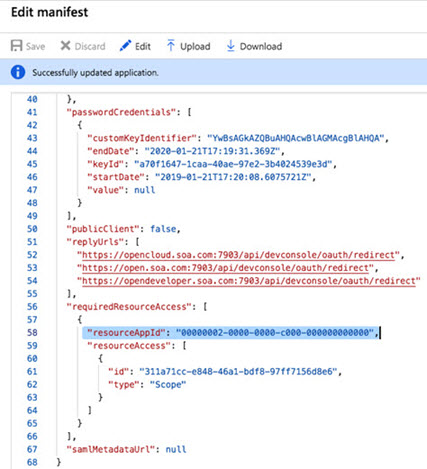 Edit manifest
Save Discard Edit Upload Download
Successfully updated application.
40 },
41 "passwordCredentials": [
42 {
43 "customKeyIdentifier": "YwBsAGkAZQBuAHQAcwBlAGMAcgBlAHQA",
44 "endDate": "2020-01-21T17:19:31.369Z",
45 "keyId": "a70f1647-1caa-40ae-97e2-3b4024539e3d",
46 "startDate": "2019-01-21T17:20:08.6075721Z",
47 "value": null
48 }
49 ],
50 "publicClient": false,
51 "replyUrls": [
52 "https://opencloud.soa.com:7903/api/devconsole/oauth/redirect",
53 "https://open.soa.com:7903/api/devconsole/oauth/redirect",
54 "https://opendeveloper.soa.com:7903/api/devconsole/oauth/redirect"
55 ],
56 "requiredResourceAccess": [
57 {
58 "resourceAppId": "00000002-0000-0000-c000-000000000000",
59 "resourceAccess": [
60 {
61 "id": "311a71cc-e848-46a1-bdf8-97ff7156d8e6",
62 "type": "Scope"
63 }
64 ]
65 }
66 ],
67 "samlMetadataUrl": null
68 }